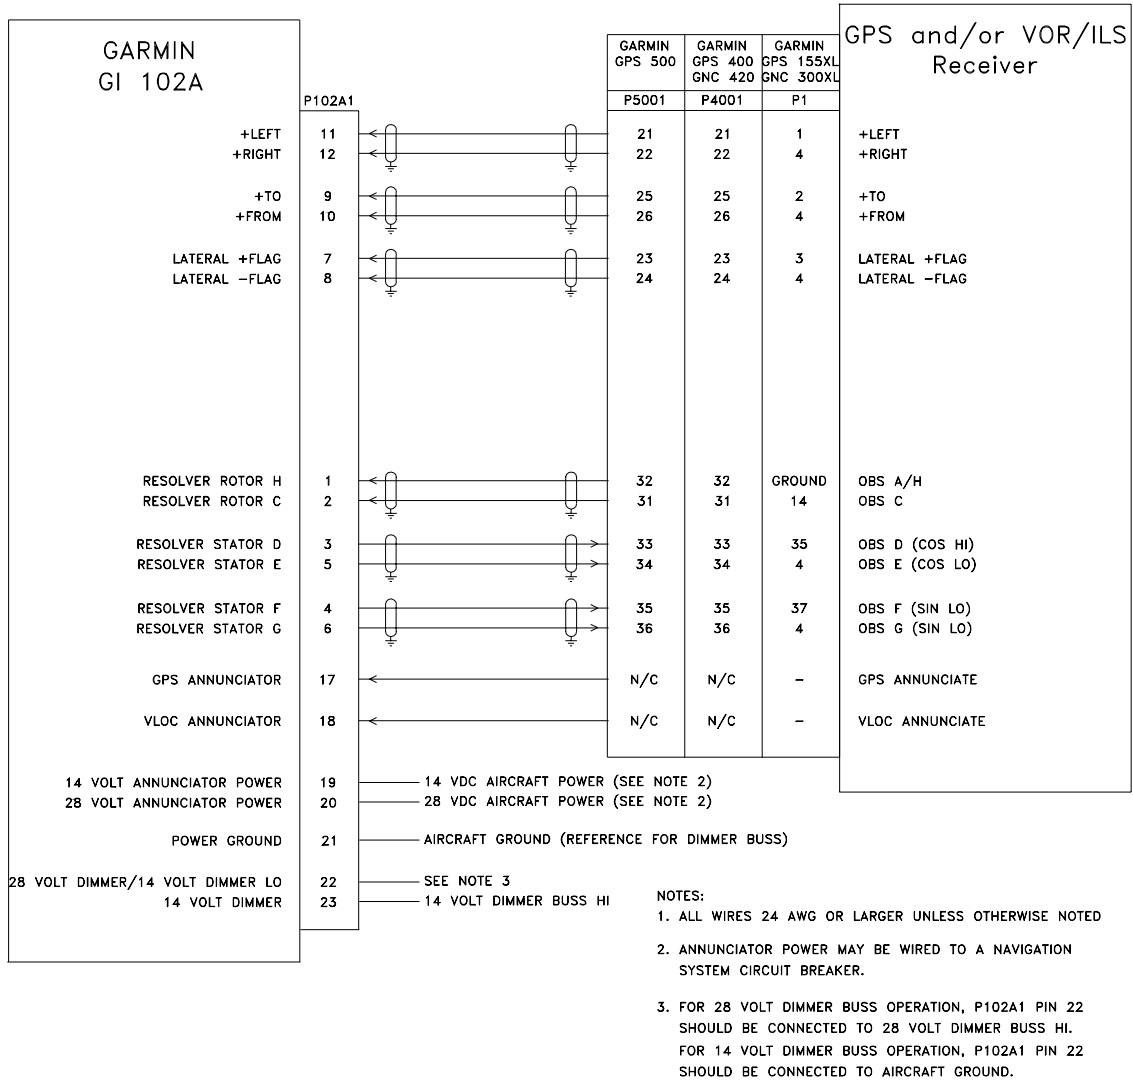 GARMIN
GI 102A
GPS and/or VOR/ILS
Receiver
GARMIN GPS 500
GARMIN GPS 400 GNC 420
GARMIN GPS 155XL GNC 300XL
P102A1 P5001 P4001 P1
+LEFT 11 21 21 1 +LEFT
+RIGHT 12 22 22 4 +RIGHT
+TO 9 25 25 2 +TO
+FROM 10 26 26 4 +FROM
LATERAL +FLAG 7 23 23 3 LATERAL +FLAG
LATERAL –FLAG 8 24 24 4 LATERAL –FLAG
RESOLVER ROTOR H 1 32 32 GROUND OBS A/H
RESOLVER ROTOR C 2 31 31 14 OBS C
RESOLVER STATOR D 3 33 33 35 OBS D (COS HI)
RESOLVER STATOR E 5 34 34 4 OBS E (COS LO)
RESOLVER STATOR F 4 35 35 37 OBS F (SIN LO)
RESOLVER STATOR G 6 36 36 4 OBS G (SIN LO)
GPS ANNUNCIATOR 17 N/C N/C – GPS ANNUNCIATE
VLOC ANNUNCIATOR 18 N/C N/C – VLOC ANNUNCIATE
14 VOLT ANNUNCIATOR POWER 19 14 VDC AIRCRAFT POWER (SEE NOTE 2)
28 VOLT ANNUNCIATOR POWER 20 28 VDC AIRCRAFT POWER (SEE NOTE 2)
POWER GROUND 21 AIRCRAFT GROUND (REFERENCE FOR DIMMER BUSS)
28 VOLT DIMMER/14 VOLT DIMMER LO 22 SEE NOTE 3
14 VOLT DIMMER 23 14 VOLT DIMMER BUSS HI
NOTES:
1. ALL WIRES 24 AWG OR LARGER UNLESS OTHERWISE NOTED
2. ANNUNCIATOR POWER MAY BE WIRED TO A NAVIGATION
SYSTEM CIRCUIT BREAKER.
3. FOR 28 VOLT DIMMER BUSS OPERATION, P102A1 PIN 22
SHOULD BE CONNECTED TO 28 VOLT DIMMER BUSS HI.
FOR 14 VOLT DIMMER BUSS OPERATION, P102A1 PIN 22
SHOULD BE CONNECTED TO AIRCRAFT GROUND.